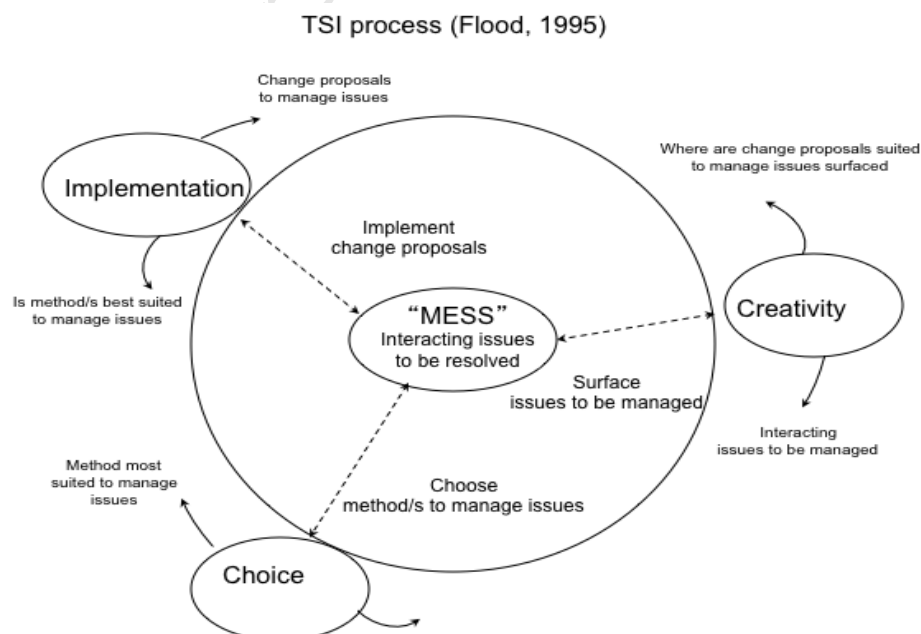 TSI process (Flood, 1995)
Change proposals
to manage issues
Implementation
Is method/s best suited
to manage issues
Implement
change proposals
Where are change proposals suited
to manage issues surfaced
Creativity
Interacting
issues to be managed
“MESS”
Interacting issues
to be resolved
Surface
issues to be managed
Choose
method/s to manage issues
Method most
suited to manage
issues
Choice